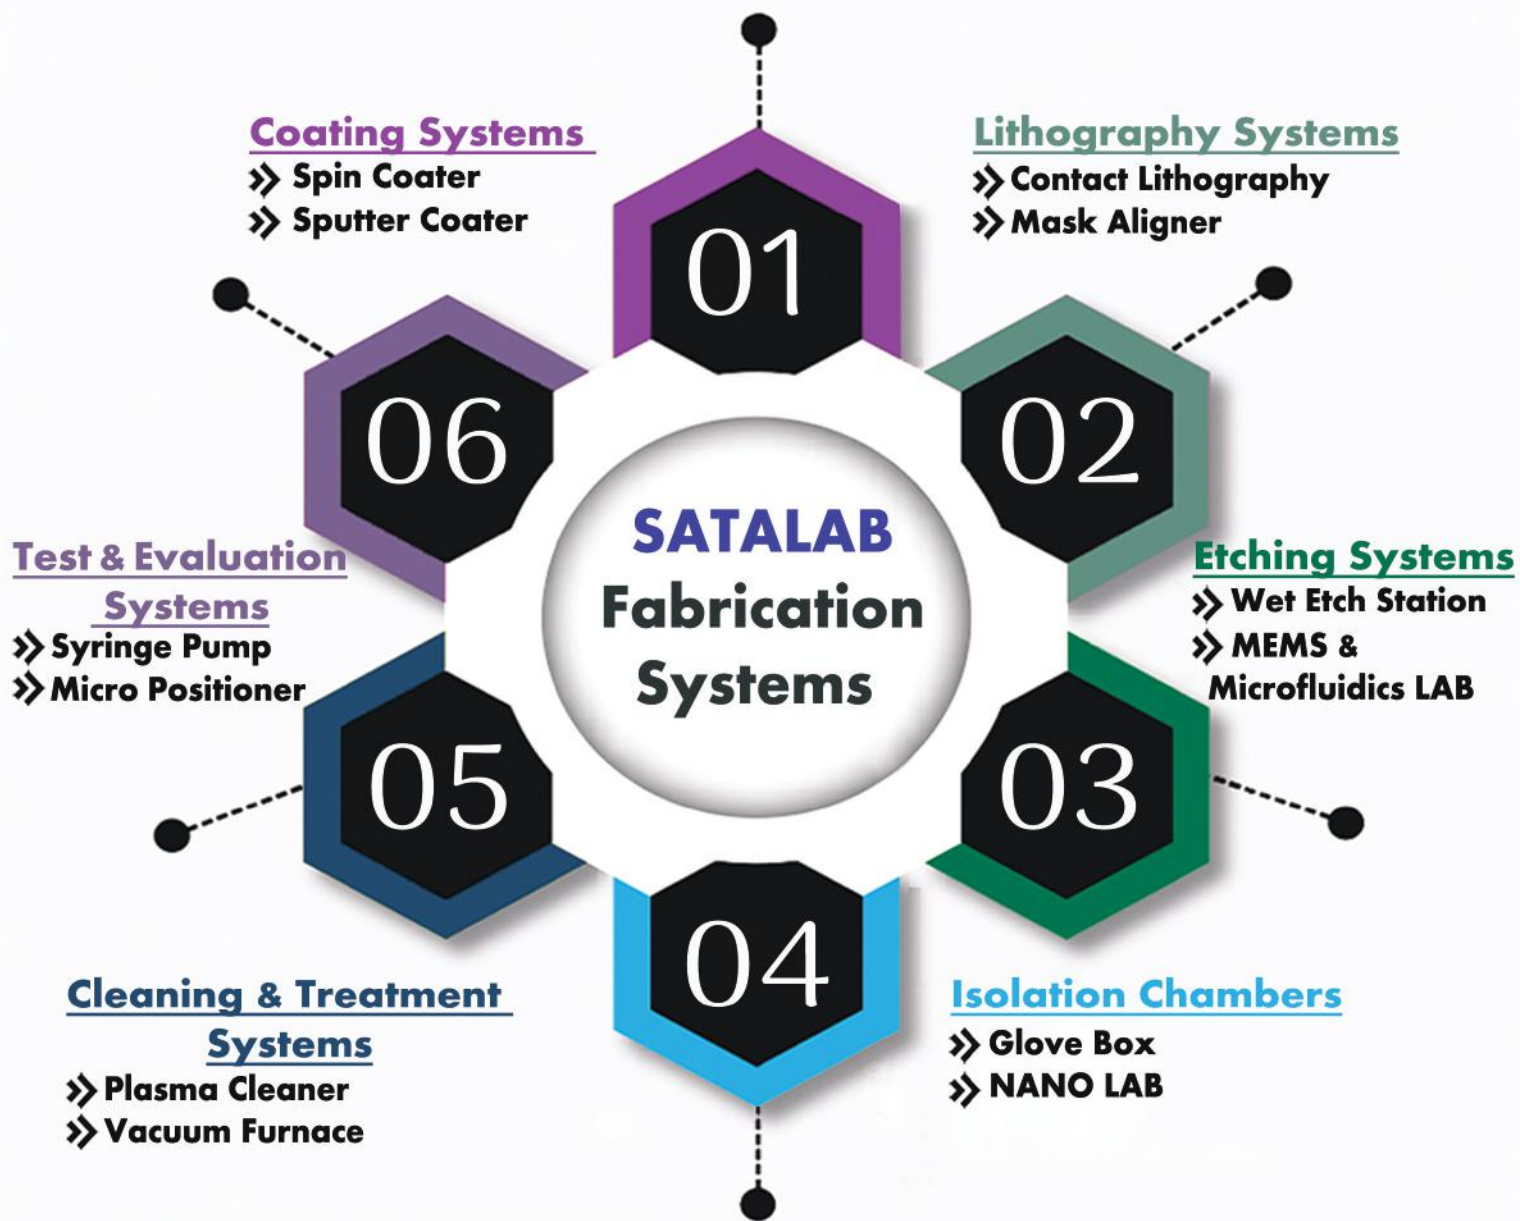 Coating Systems
Spin Coater
Sputter Coater
01
Lithography Systems
Contact Lithography
Mask Aligner
02
Etching Systems
Wet Etch Station
MEMS &
Microfluidics LAB
03
Isolation Chambers
Glove Box
NANO LAB
04
Cleaning & Treatment
Systems
Plasma Cleaner
Vacuum Furnace
05
Test & Evaluation
Systems
Syringe Pump
Micro Positioner
06
SATALAB
Fabrication
Systems